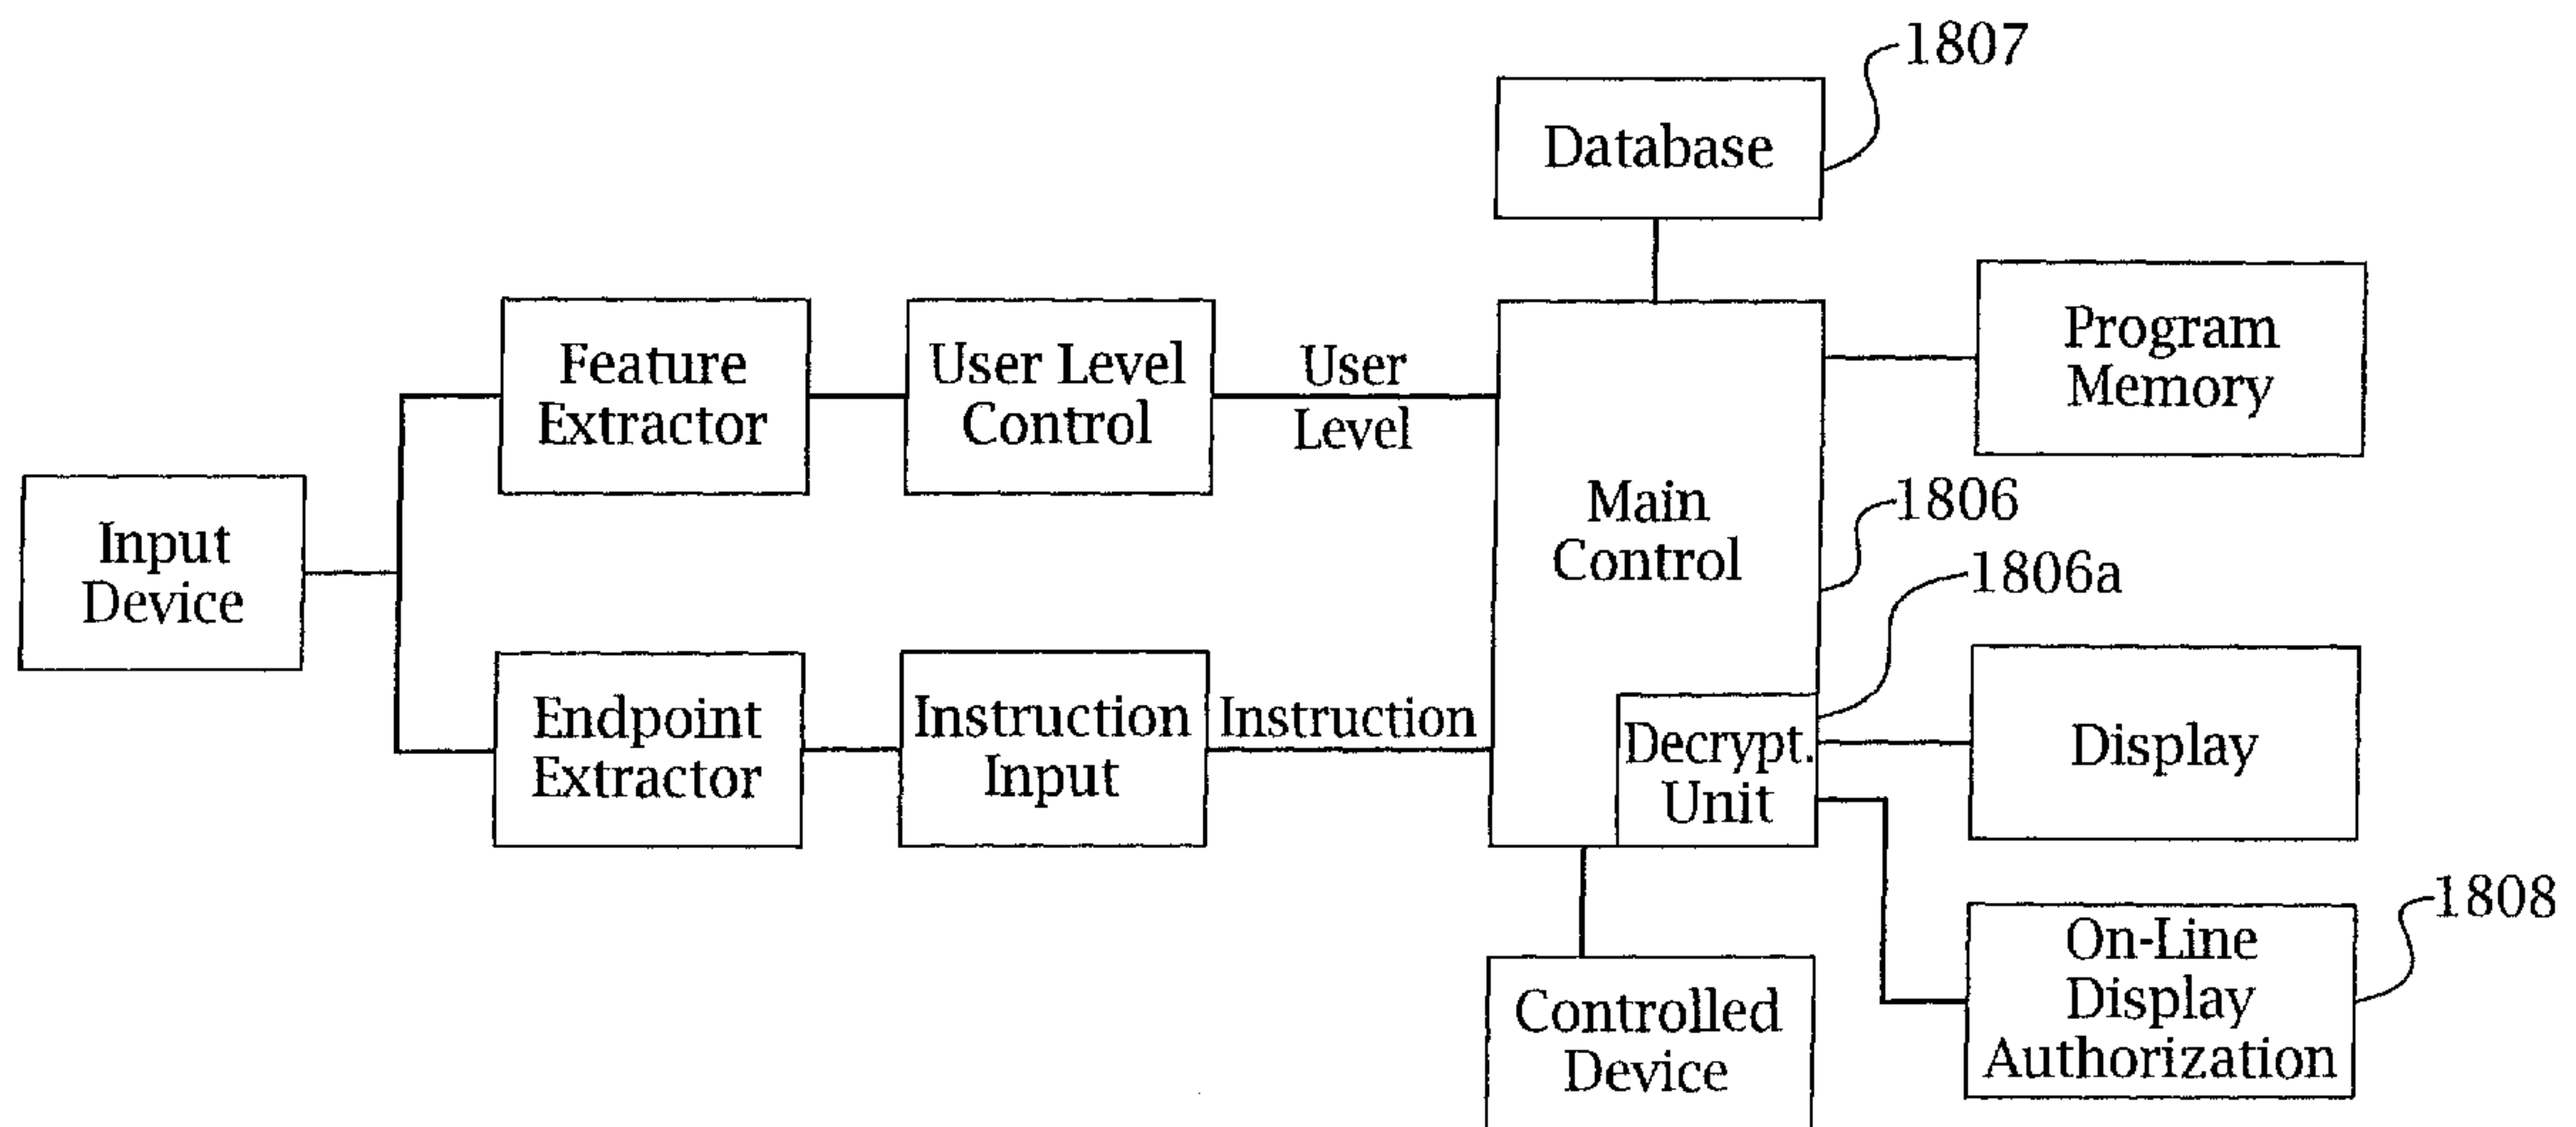 1807
Database
Program
Memory
Feature
Extractor
User Level
Control
User
Level
Input
Device
Main
Control
1806
1806a
Endpoint
Extractor
Instruction
Input
Instruction
Decrypt.
Unit
Display
1808
On-Line
Display
Authorization
Controlled
Device